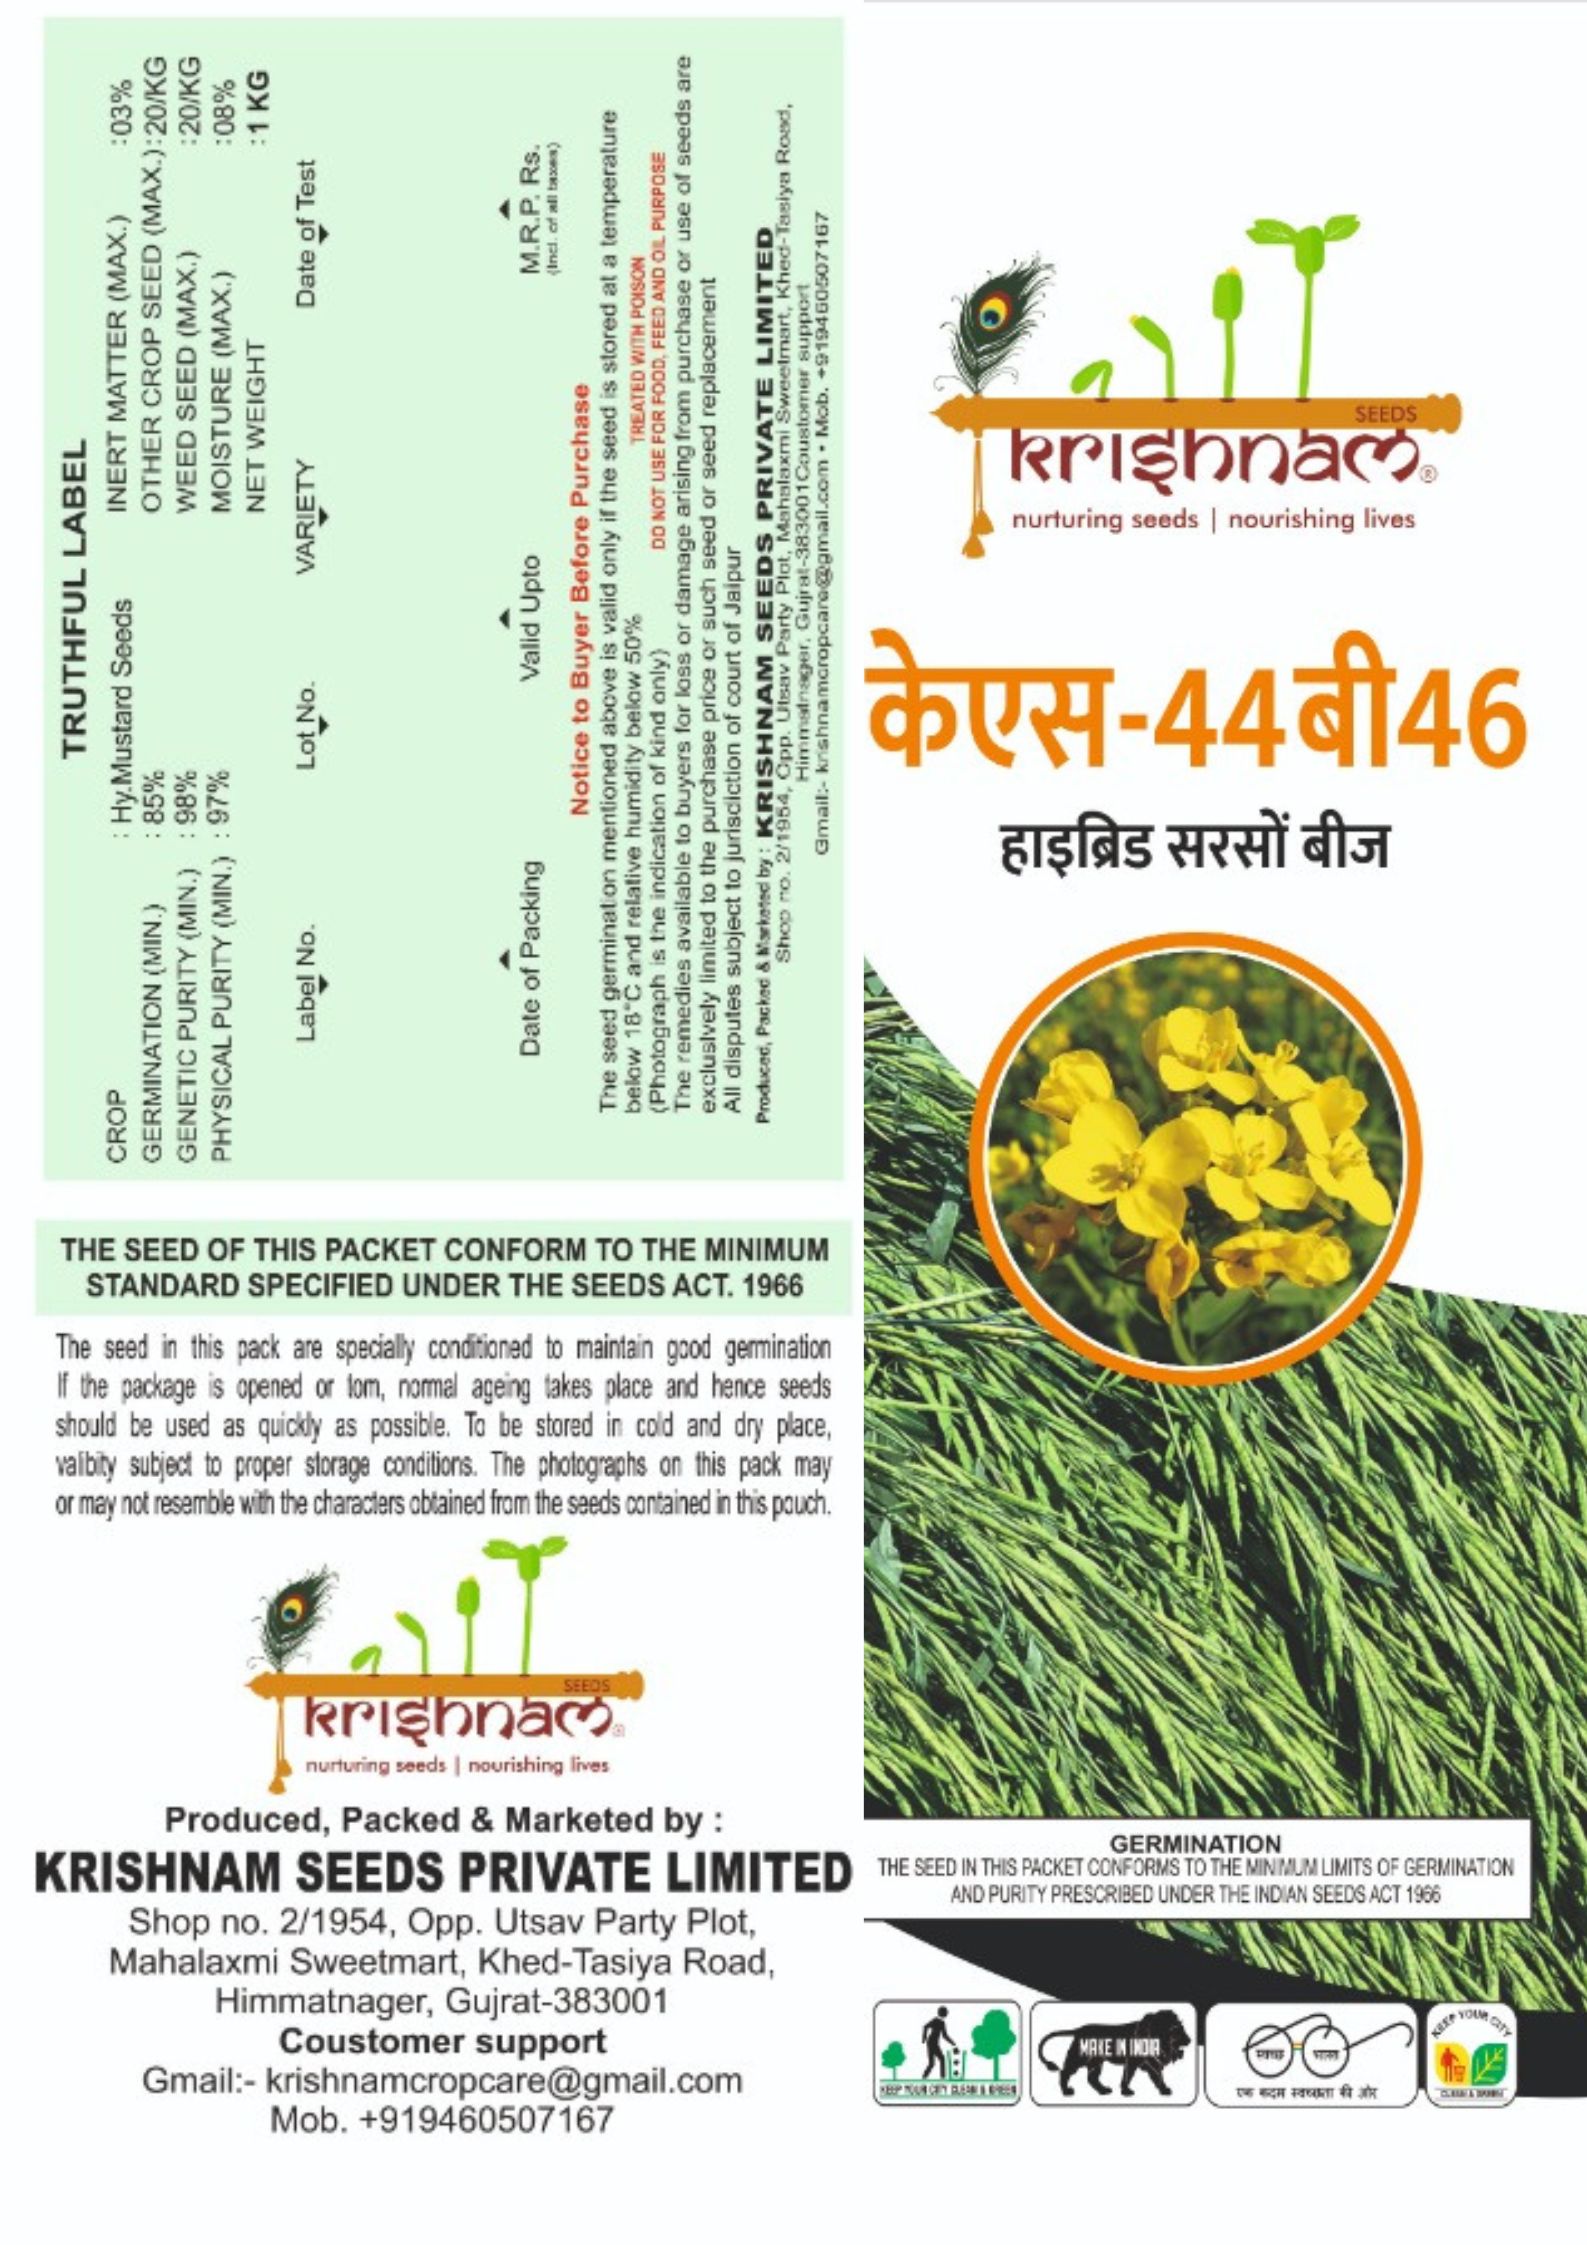 TRUTHFUL LABEL
CROP : Hy.Mustard Seeds
GERMINATION (MIN.) : 85%
GENETIC PURITY (MIN.) : 98%
PHYSICAL PURITY (MIN.) : 97%
INERT MATTER (MAX.) :03%
OTHER CROP SEED (MAX.):20/KG
WEED SEED (MAX.) :20/KG
MOISTURE (MAX.) :08%
NET WEIGHT :1 KG
Label No. Lot No. VARIETY Date of Test
Date of Packing Valid Upto M.R.P. Rs.
(Incl. of all taxes)
Notice to Buyer Before Purchase
The seed germination mentioned above is valid only if the seed is stored at a temperature
below 18°C and relative humidity below 50% TREATED WITH POISON
(Photograph is the indication of kind only) DO NOT USE FOR FOOD, FEED AND OIL PURPOSE
The remedies available to buyers for loss or damage arising from purchase or use of seeds are
exclusively limited to the purchase price or such seed or seed replacement
All disputes subject to jurisdiction of court of Jaipur
Produced, Packed & Marketed by : KRISHNAM SEEDS PRIVATE LIMITED
Shop no. 2/1954, Opp. Utsav Party Plot, Mahalaxmi Sweetmart, Khed-Tasiya Road,
Himmatnager, Gujrat-383001Coustomer support
Gmail:- krishnamcropcare@gmail.com • Mob. +919460507167
THE SEED OF THIS PACKET CONFORM TO THE MINIMUM
STANDARD SPECIFIED UNDER THE SEEDS ACT. 1966
The seed in this pack are specially conditioned to maintain good germination
If the package is opened or torn, normal ageing takes place and hence seeds
should be used as quickly as possible. To be stored in cold and dry place,
valibity subject to proper storage conditions. The photographs on this pack may
or may not resemble with the characters obtained from the seeds contained in this pouch.
SEEDS
krishnam®
nurturing seeds | nourishing lives
Produced, Packed & Marketed by :
KRISHNAM SEEDS PRIVATE LIMITED
Shop no. 2/1954, Opp. Utsav Party Plot,
Mahalaxmi Sweetmart, Khed-Tasiya Road,
Himmatnager, Gujrat-383001
Coustomer support
Gmail:- krishnamcropcare@gmail.com
Mob. +919460507167
SEEDS
krishnam®
nurturing seeds | nourishing lives
केएस-44बी46
हाइब्रिड सरसों बीज
GERMINATION
THE SEED IN THIS PACKET CONFORMS TO THE MINIMUM LIMITS OF GERMINATION
AND PURITY PRESCRIBED UNDER THE INDIAN SEEDS ACT 1966
KEEP YOUR CITY CLEAN & GREEN
MAKE IN INDIA
स्वच्छ भारत
एक कदम स्वच्छता की ओर
KEEP YOUR CITY
CLEAN & GREEN